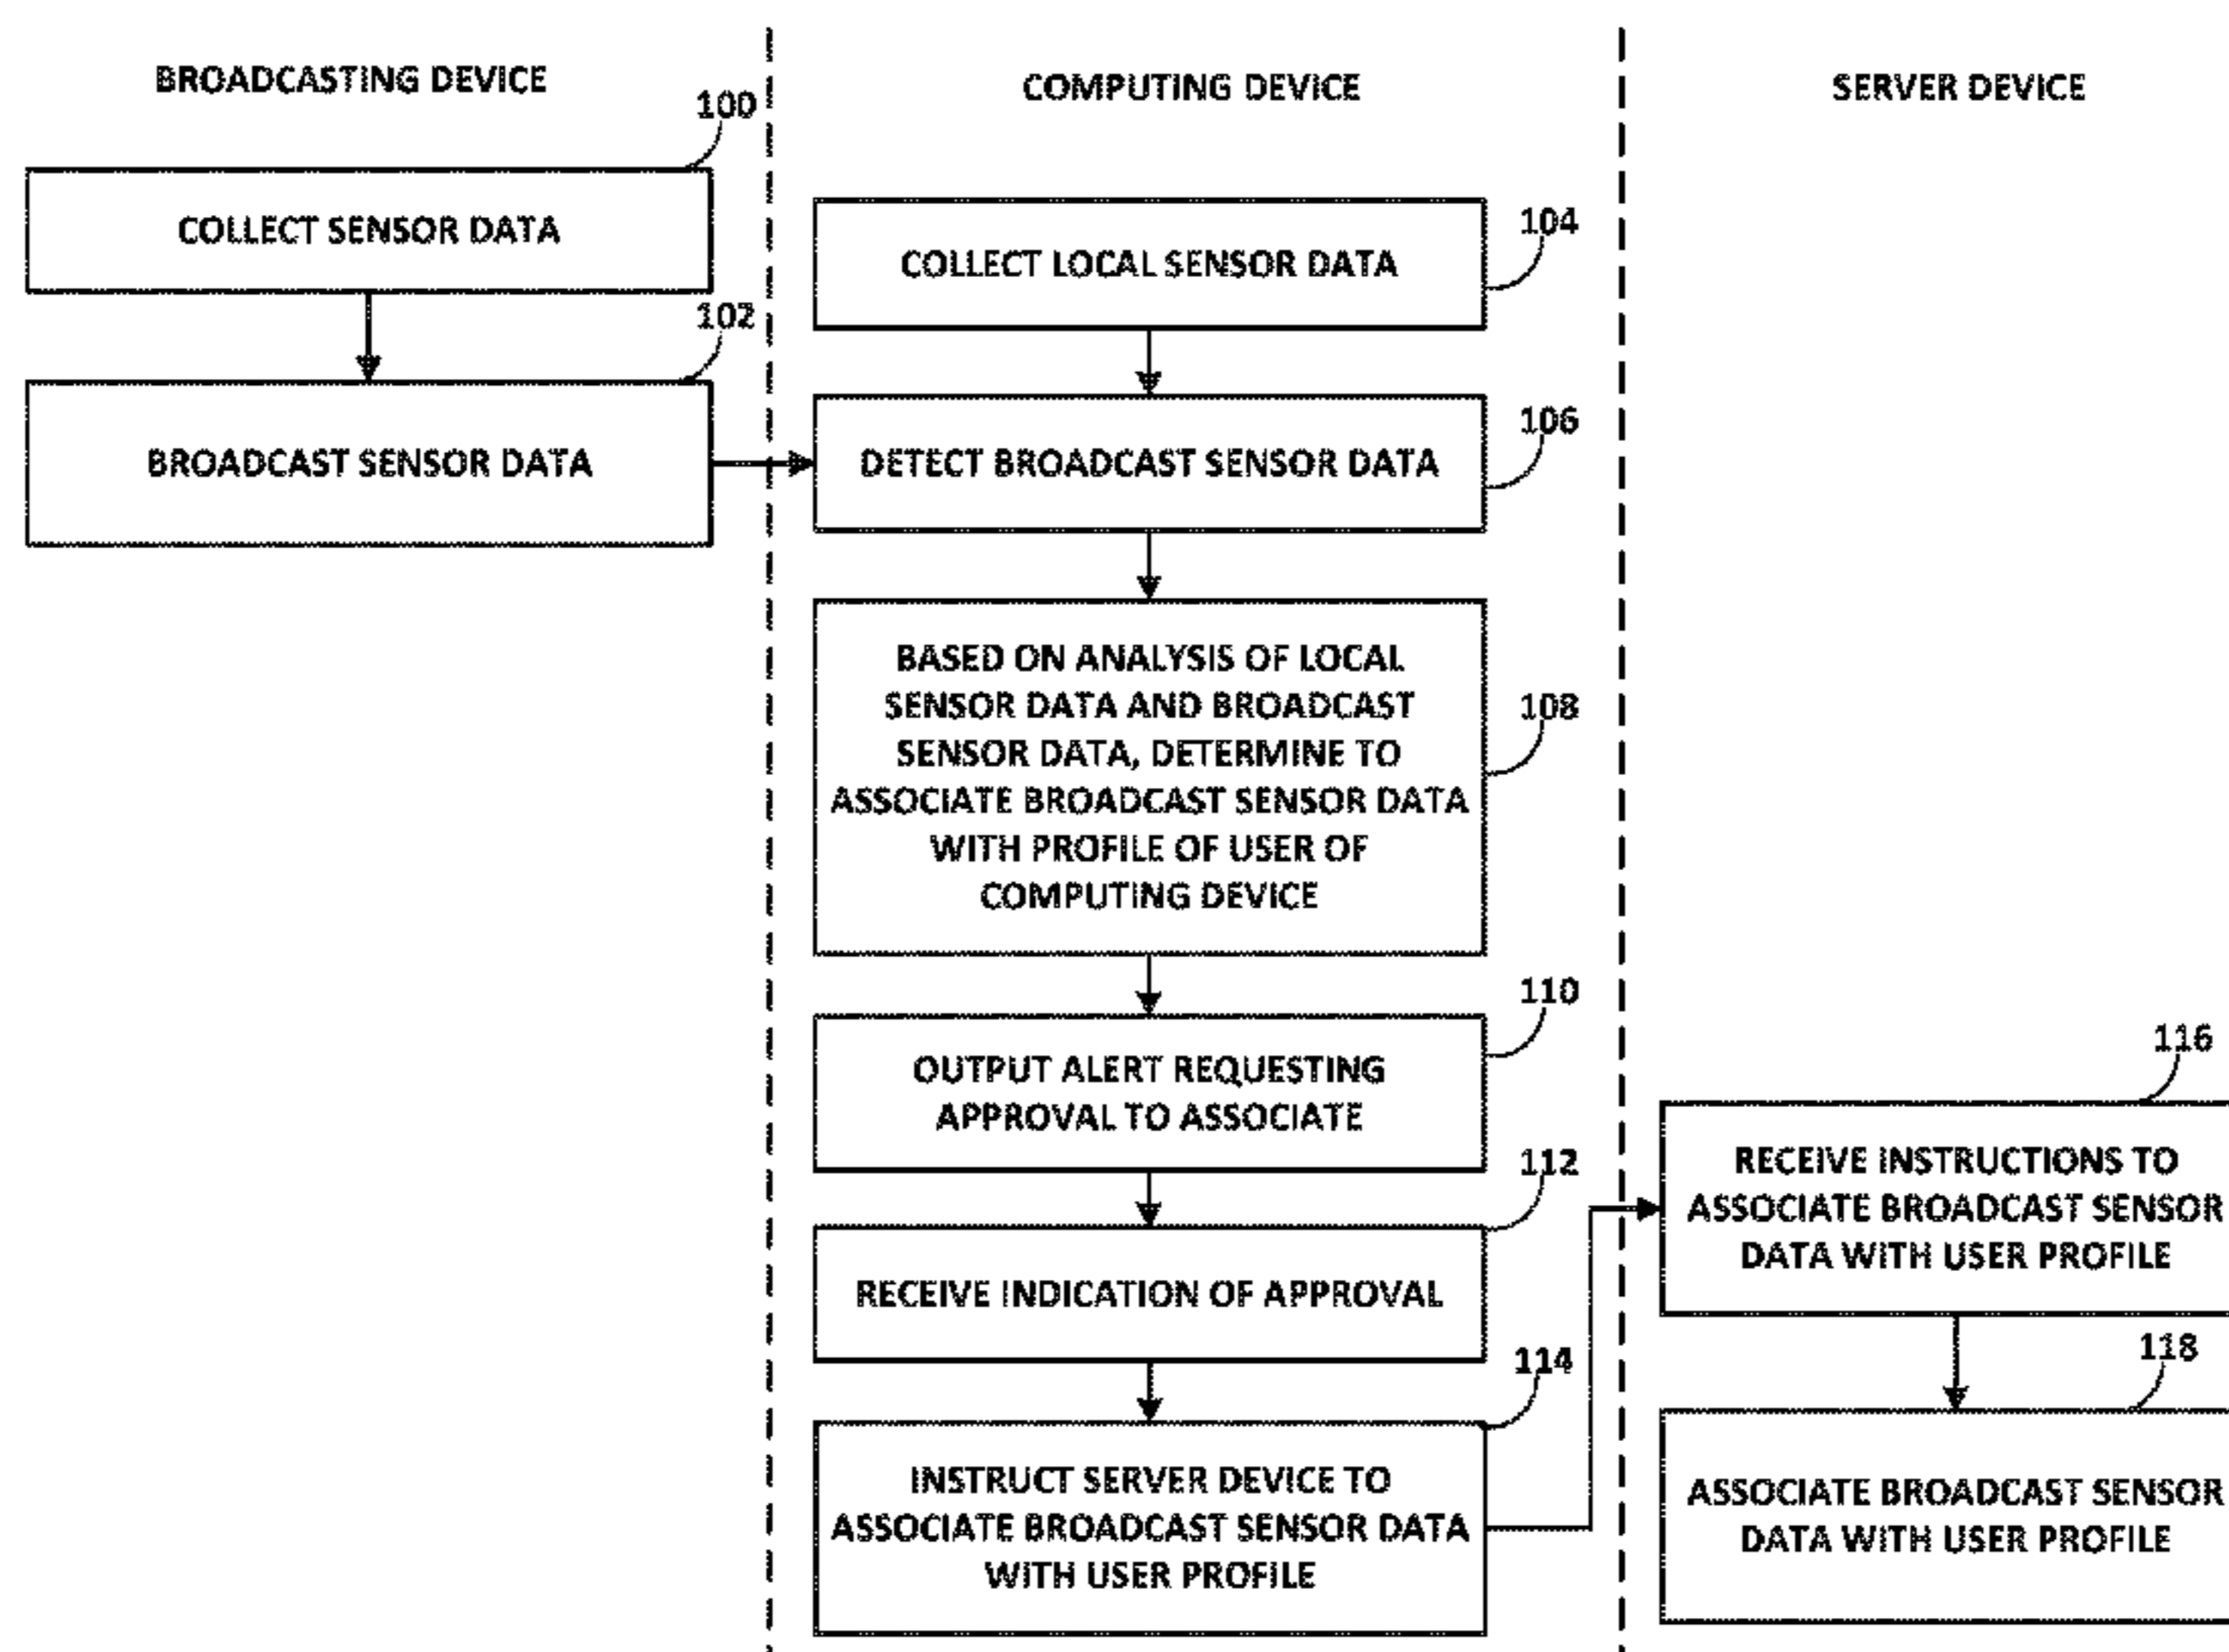 BROADCASTING DEVICE
100
COLLECT SENSOR DATA
102
BROADCAST SENSOR DATA
COMPUTING DEVICE
104
COLLECT LOCAL SENSOR DATA
106
DETECT BROADCAST SENSOR DATA
108
BASED ON ANALYSIS OF LOCAL
SENSOR DATA AND BROADCAST
SENSOR DATA, DETERMINE TO
ASSOCIATE BROADCAST SENSOR DATA
WITH PROFILE OF USER OF
COMPUTING DEVICE
110
OUTPUT ALERT REQUESTING
APPROVAL TO ASSOCIATE
112
RECEIVE INDICATION OF APPROVAL
114
INSTRUCT SERVER DEVICE TO
ASSOCIATE BROADCAST SENSOR DATA
WITH USER PROFILE
SERVER DEVICE
116
RECEIVE INSTRUCTIONS TO
ASSOCIATE BROADCAST SENSOR
DATA WITH USER PROFILE
118
ASSOCIATE BROADCAST SENSOR
DATA WITH USER PROFILE